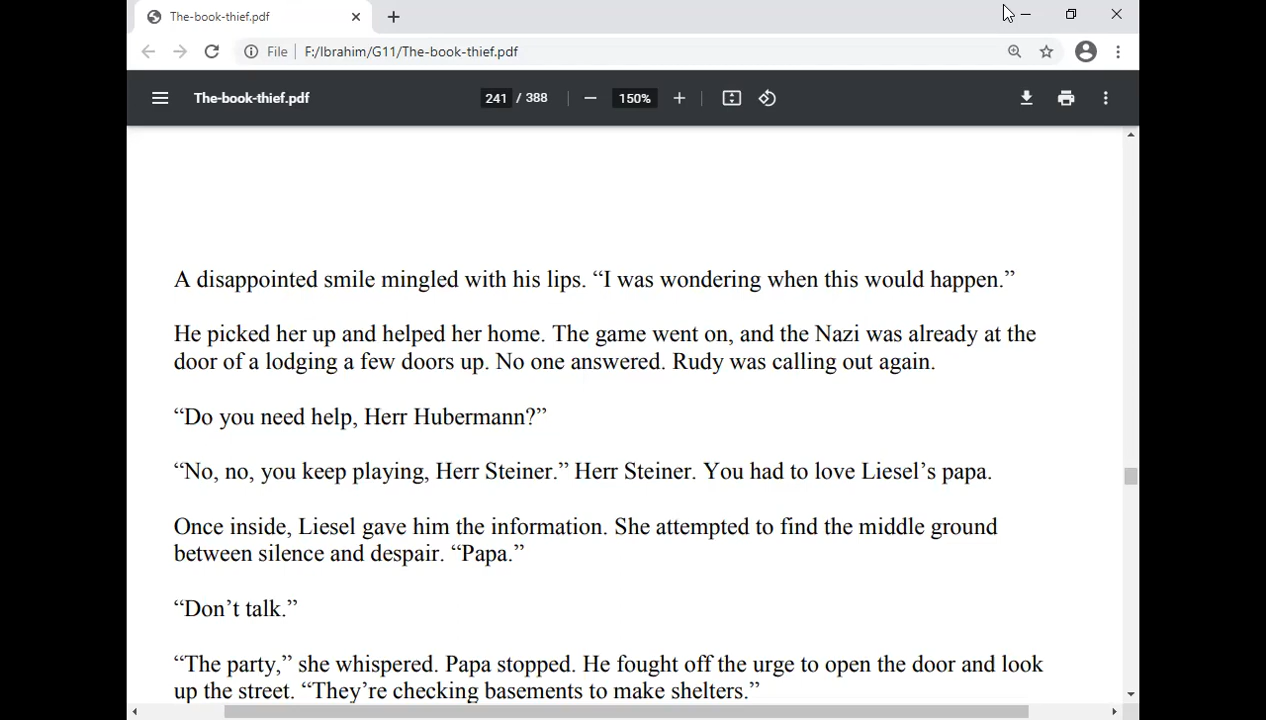 The-book-thief.pdf
File F:/Ibrahim/G11/The-book-thief.pdf
The-book-thief.pdf 241 / 388 150%
A disappointed smile mingled with his lips. “I was wondering when this would happen.”
He picked her up and helped her home. The game went on, and the Nazi was already at the
door of a lodging a few doors up. No one answered. Rudy was calling out again.
“Do you need help, Herr Hubermann?”
“No, no, you keep playing, Herr Steiner.” Herr Steiner. You had to love Liesel’s papa.
Once inside, Liesel gave him the information. She attempted to find the middle ground
between silence and despair. “Papa.”
“Don’t talk.”
“The party,” she whispered. Papa stopped. He fought off the urge to open the door and look
up the street. “They’re checking basements to make shelters.”